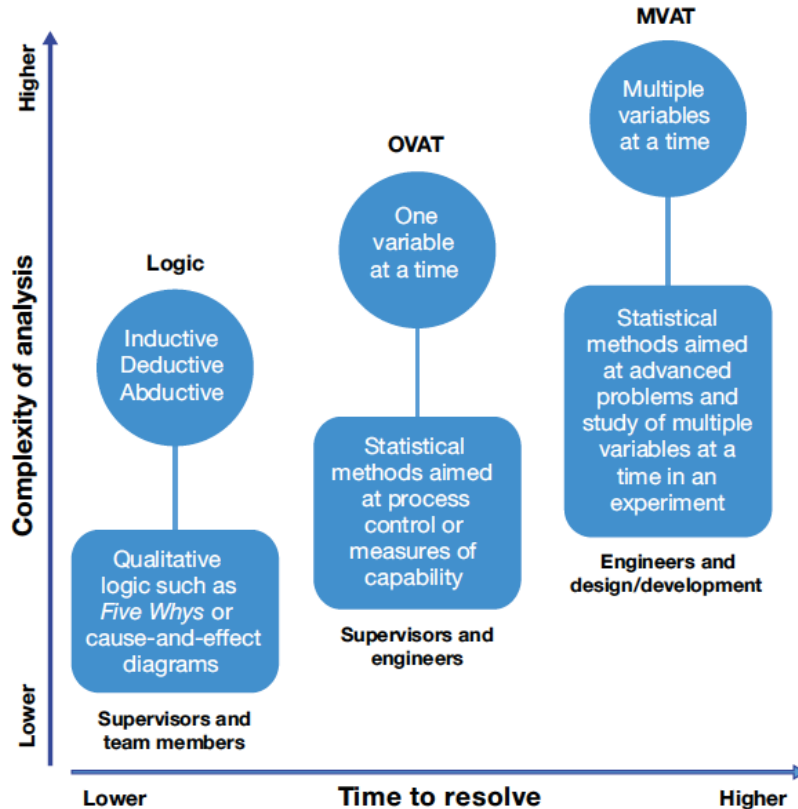 MVAT
Multiple
variables
at a time
OVAT
One
variable
at a time
Logic
Inductive
Deductive
Abductive
Statistical
methods aimed
at advanced
problems and
study of multiple
variables at a
time in an
experiment
Engineers and
design/development
Statistical
methods aimed
at process
control or
measures of
capability
Supervisors and
engineers
Qualitative
logic such as
Five Whys or
cause-and-effect
diagrams
Supervisors and
team members
Higher
Complexity of analysis
Lower
Lower
Time to resolve
Higher